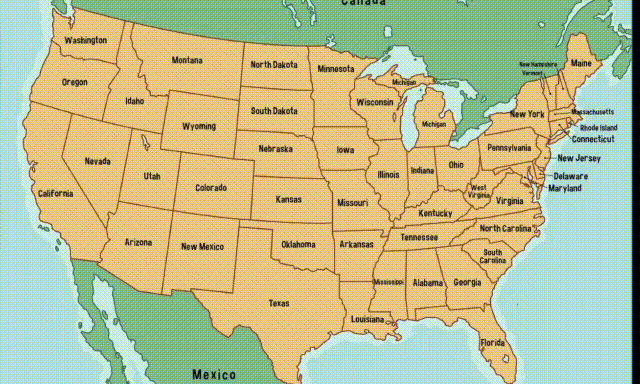 Canada
Washington
Montana
North Dakota
Minnesota
Michigan
New Hampshire
Vermont
Maine
Oregon
Idaho
Wyoming
South Dakota
Wisconsin
Michigan
New York
Massachusetts
Rhode Island
Connecticut
Nevada
Utah
Colorado
Nebraska
Iowa
Illinois
Indiana
Ohio
Pennsylvania
New Jersey
Delaware
Maryland
California
Kansas
Missouri
Kentucky
West
Virginia
Virginia
Arizona
New Mexico
Oklahoma
Arkansas
Tennessee
North Carolina
South
Carolina
Texas
Louisiana
Mississippi
Alabama
Georgia
Florida
Mexico